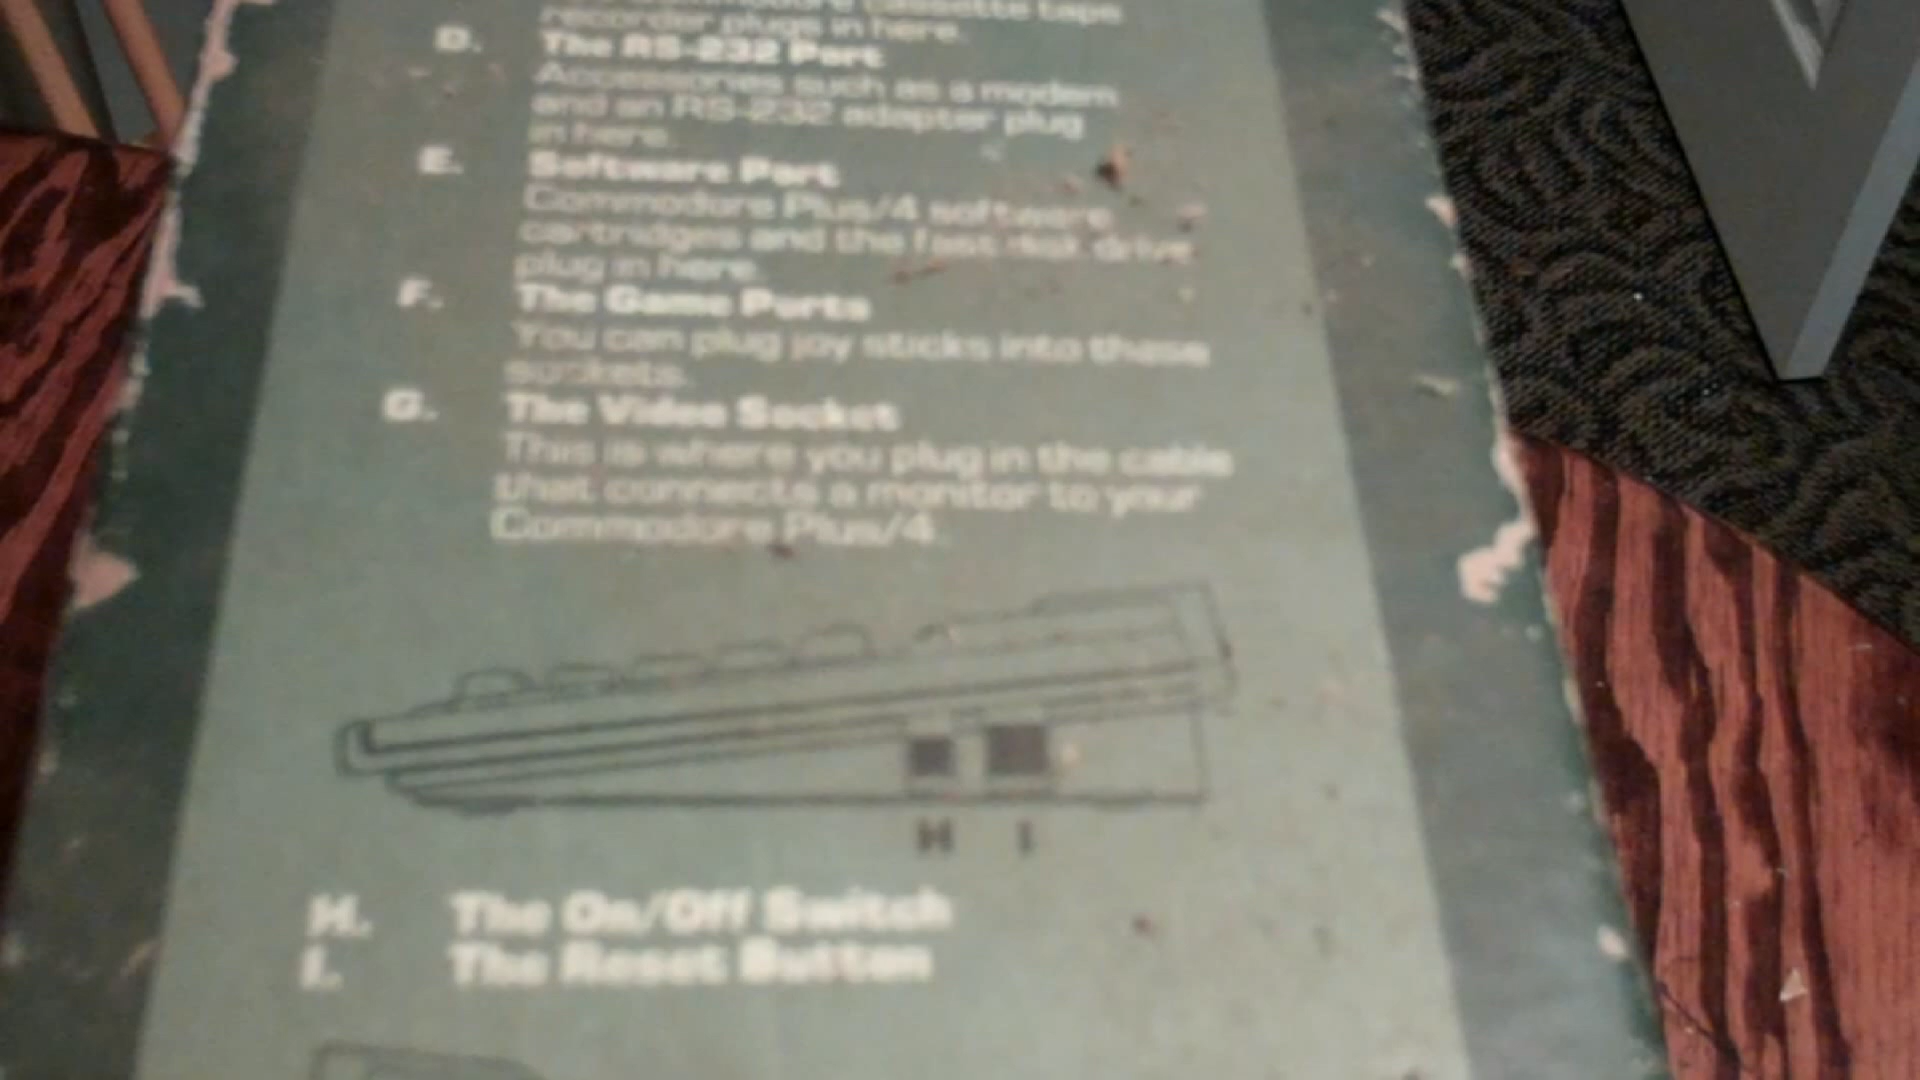 Commodore cassette tape
recorder plugs in here.
D. The RS-232 Port
Accessories such as a modem
and an RS-232 adapter plug
in here.
E. Software Port
Commodore Plus/4 software
cartridges and the fast disk drive
plug in here.
F. The Game Ports
You can plug joy sticks into these
sockets.
G. The Video Socket
This is where you plug in the cable
that connects a monitor to your
Commodore Plus/4.
H I
H. The On/Off Switch
I. The Reset Button